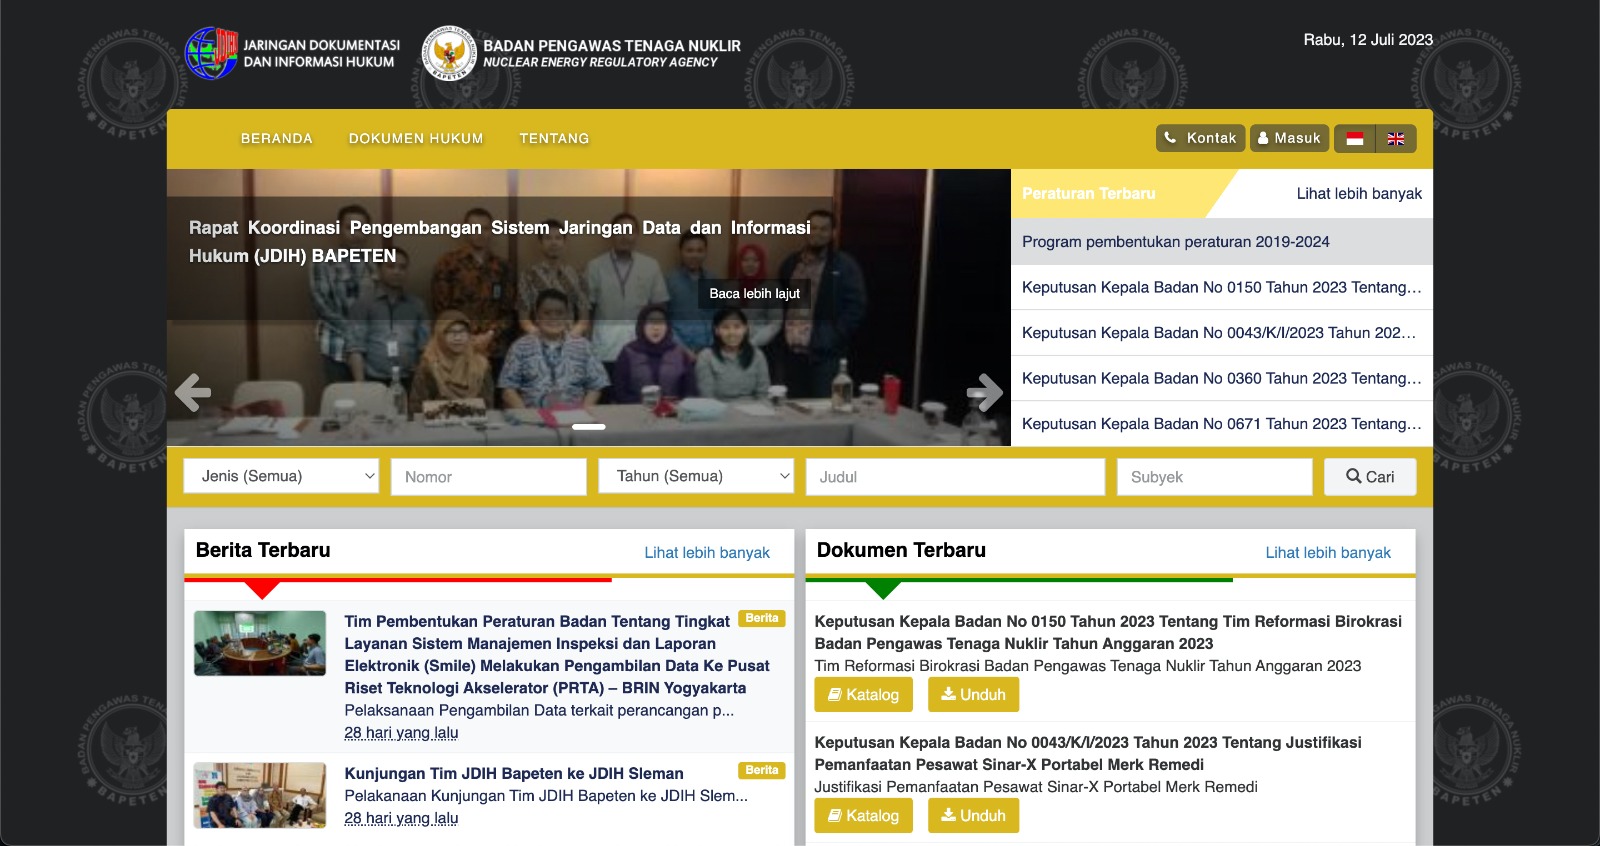 JARINGAN DOKUMENTASI
DAN INFORMASI HUKUM
BADAN PENGAWAS TENAGA NUKLIR
NUCLEAR ENERGY REGULATORY AGENCY
BAPETEN
Rabu, 12 Juli 2023
BERANDA DOKUMEN HUKUM TENTANG
Kontak Masuk
Rapat Koordinasi Pengembangan Sistem Jaringan Data dan Informasi
Hukum (JDIH) BAPETEN
Baca lebih lajut
Peraturan Terbaru Lihat lebih banyak
Program pembentukan peraturan 2019-2024
Keputusan Kepala Badan No 0150 Tahun 2023 Tentang...
Keputusan Kepala Badan No 0043/K/I/2023 Tahun 202...
Keputusan Kepala Badan No 0360 Tahun 2023 Tentang...
Keputusan Kepala Badan No 0671 Tahun 2023 Tentang...
Jenis (Semua) Nomor Tahun (Semua) Judul Subyek Cari
Berita Terbaru Lihat lebih banyak
Tim Pembentukan Peraturan Badan Tentang Tingkat Berita
Layanan Sistem Manajemen Inspeksi dan Laporan
Elektronik (Smile) Melakukan Pengambilan Data Ke Pusat
Riset Teknologi Akselerator (PRTA) – BRIN Yogyakarta
Pelaksanaan Pengambilan Data terkait perancangan p...
28 hari yang lalu
Kunjungan Tim JDIH Bapeten ke JDIH Sleman Berita
Pelakanaan Kunjungan Tim JDIH Bapeten ke JDIH Slem...
28 hari yang lalu
Dokumen Terbaru Lihat lebih banyak
Keputusan Kepala Badan No 0150 Tahun 2023 Tentang Tim Reformasi Birokrasi
Badan Pengawas Tenaga Nuklir Tahun Anggaran 2023
Tim Reformasi Birokrasi Badan Pengawas Tenaga Nuklir Tahun Anggaran 2023
Katalog Unduh
Keputusan Kepala Badan No 0043/K/I/2023 Tahun 2023 Tentang Justifikasi
Pemanfaatan Pesawat Sinar-X Portabel Merk Remedi
Justifikasi Pemanfaatan Pesawat Sinar-X Portabel Merk Remedi
Katalog Unduh